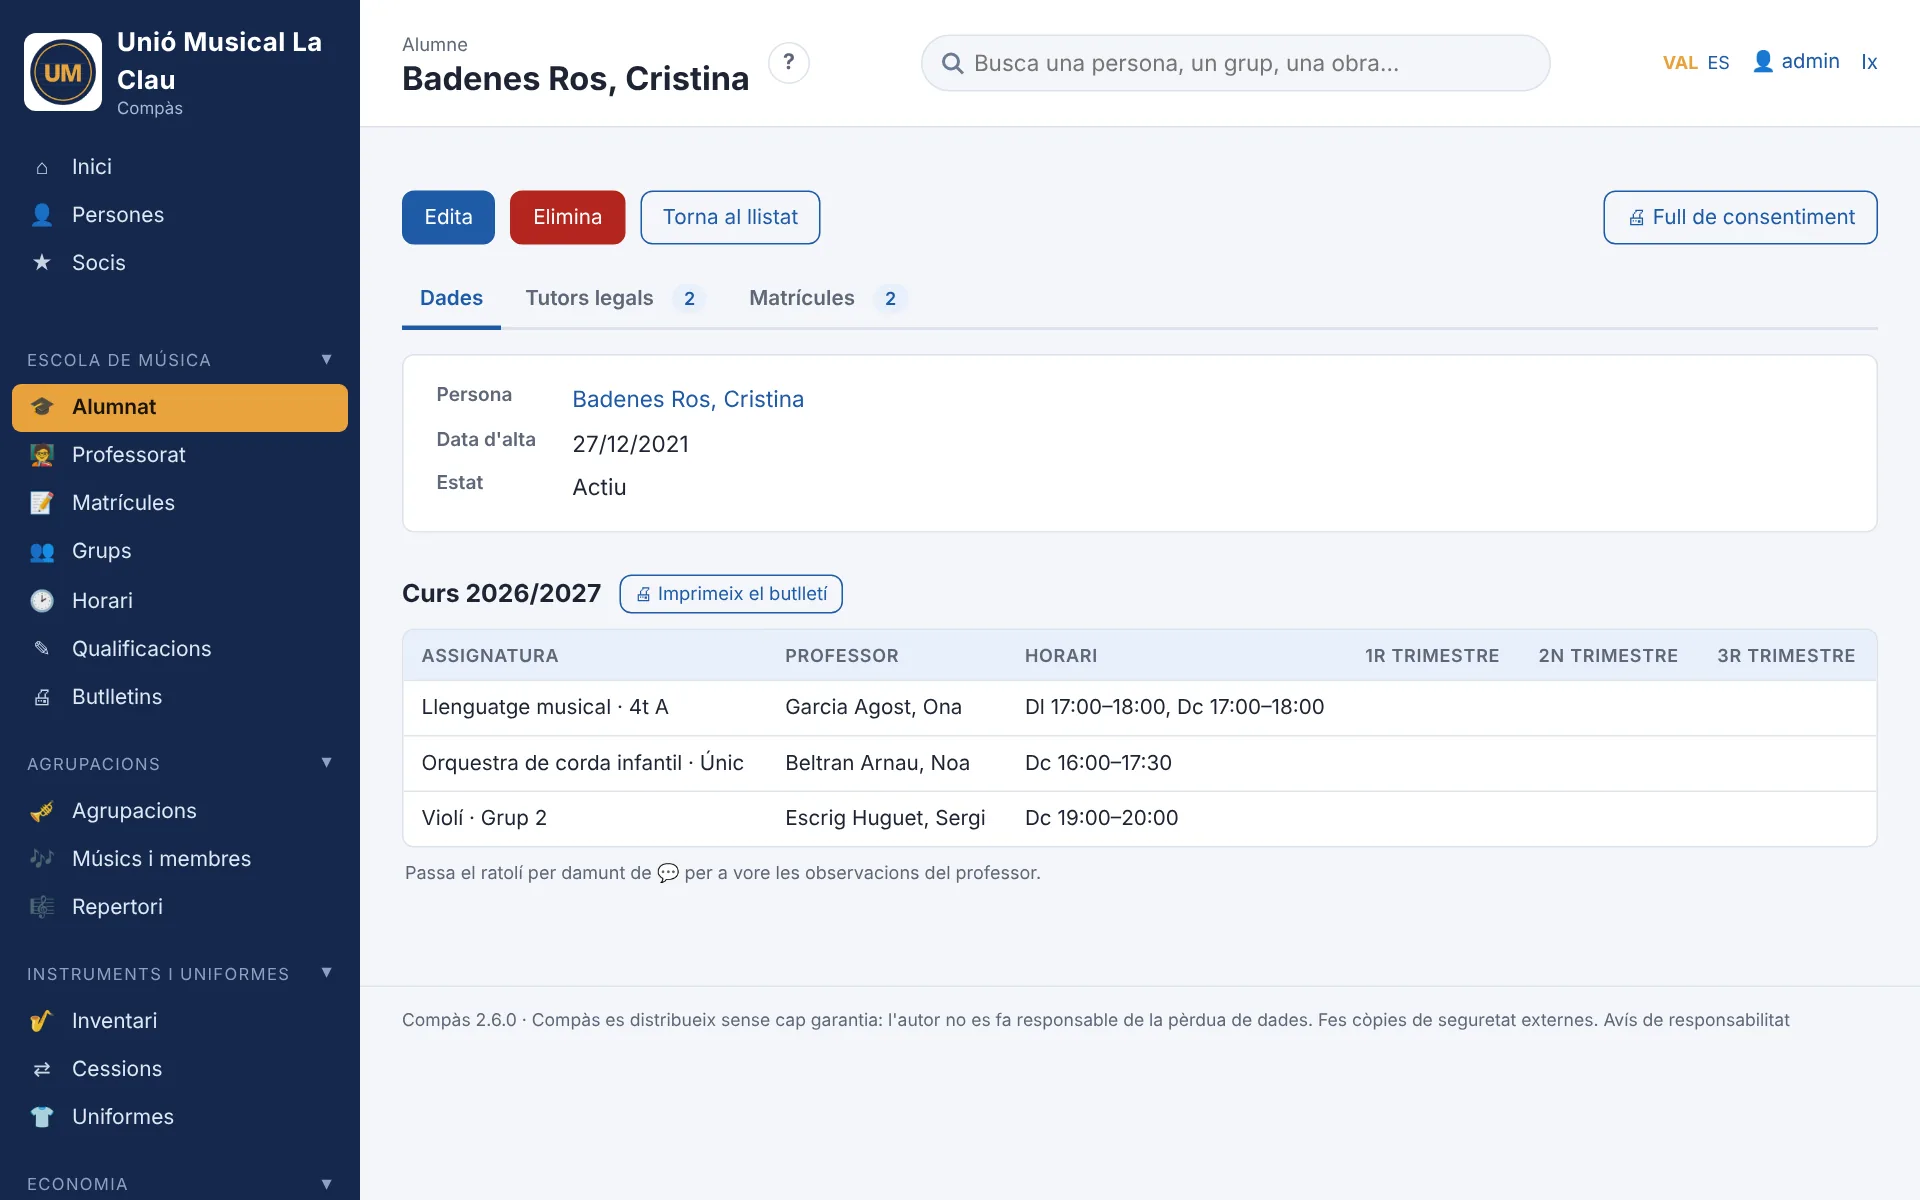 UM
Unió Musical La
Clau
Compàs
Inici
Persones
Socis
ESCOLA DE MÚSICA
Alumnat
Professorat
Matrícules
Grups
Horari
Qualificacions
Butlletins
AGRUPACIONS
Agrupacions
Músics i membres
Repertori
INSTRUMENTS I UNIFORMES
Inventari
Cessions
Uniformes
ECONOMIA
Alumne
Badenes Ros, Cristina
?
Busca una persona, un grup, una obra...
VAL ES admin Ix
Edita Elimina Torna al llistat Full de consentiment
Dades Tutors legals 2 Matrícules 2
Persona Badenes Ros, Cristina
Data d'alta 27/12/2021
Estat Actiu
Curs 2026/2027 Imprimeix el butlletí
ASSIGNATURA PROFESSOR HORARI 1R TRIMESTRE 2N TRIMESTRE 3R TRIMESTRE
Llenguatge musical · 4t A Garcia Agost, Ona Dl 17:00–18:00, Dc 17:00–18:00
Orquestra de corda infantil · Únic Beltran Arnau, Noa Dc 16:00–17:30
Violí · Grup 2 Escrig Huguet, Sergi Dc 19:00–20:00
Passa el ratolí per damunt de 💬 per a vore les observacions del professor.
Compàs 2.6.0 · Compàs es distribueix sense cap garantia: l'autor no es fa responsable de la pèrdua de dades. Fes còpies de seguretat externes. Avís de responsabilitat